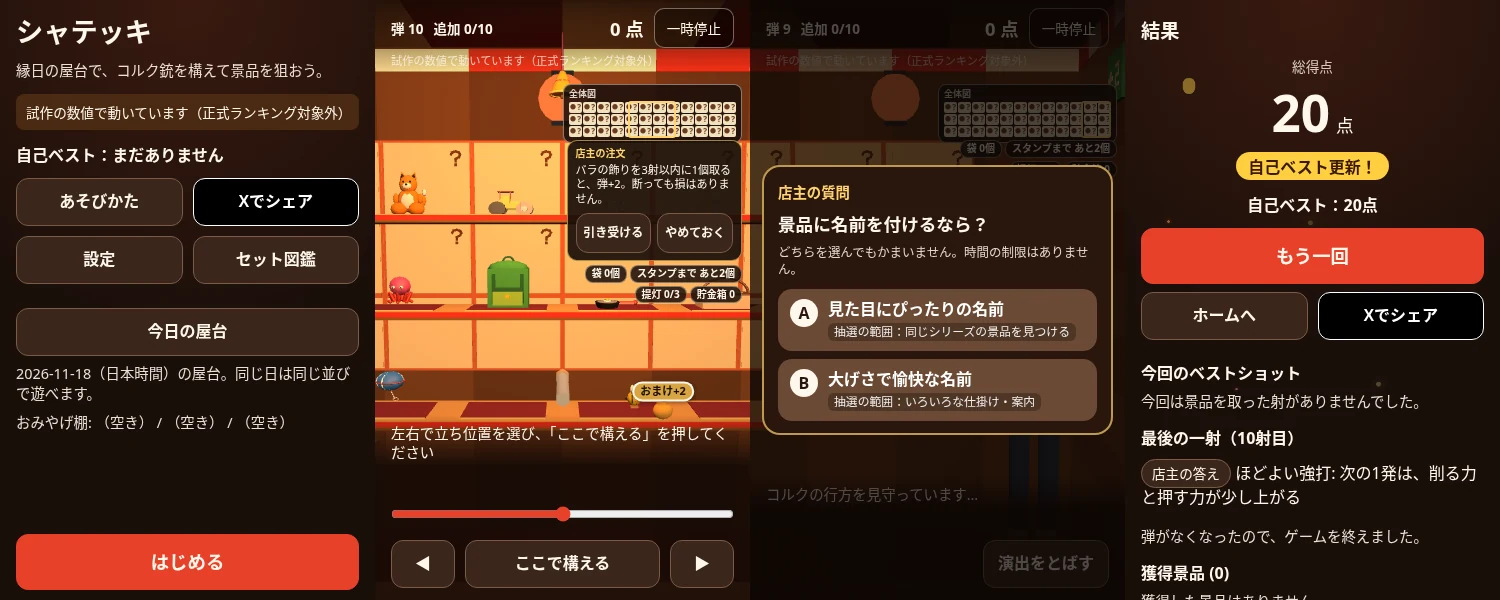 シャテッキ
縁日の屋台で、コルク銃を構えて景品を狙おう。
試作の数値で動いています（正式ランキング対象外）
自己ベスト：まだありません
あそびかた
Xでシェア
設定
セット図鑑
今日の屋台
2026-11-18（日本時間）の屋台。同じ日は同じ並び
で遊べます。
おみやげ棚: （空き） / （空き） / （空き）
はじめる
弾 10 追加 0/10
0 点
一時停止
試作の数値で動いています（正式ランキング対象外）
全体図
店主の注文
バラの飾りを3射以内に1個取る
と、弾+2。断っても損はありま
せん。
引き受ける
やめておく
袋 0個
スタンプまで あと2個
提灯 0/3
貯金箱 0
?
?
?
?
おまけ+2
左右で立ち位置を選び、「ここで構える」を押してく
ださい
◀
ここで構える
▶
弾 9 追加 0/10
0 点
一時停止
試作の数値で動いています（正式ランキング対象外）
全体図
袋 0個
スタンプまで あと2個
店主の質問
景品に名前を付けるなら？
どちらを選んでもかまいません。時間の制限はありませ
ん。
A
見た目にぴったりの名前
抽選の範囲：同じシリーズの景品を見つける
B
大げさで愉快な名前
抽選の範囲：いろいろな仕掛け・案内
コルクの行方を見守っています…
演出をとばす
結果
総得点
20 点
自己ベスト更新！
自己ベスト：20点
もう一回
ホームへ
Xでシェア
今回のベストショット
今回は景品を取った射がありませんでした。
最後の一射（10射目）
店主の答え ほどよい強打: 次の1発は、削る力
と押す力が少し上がる
弾がなくなったので、ゲームを終えました。
獲得景品 (0)